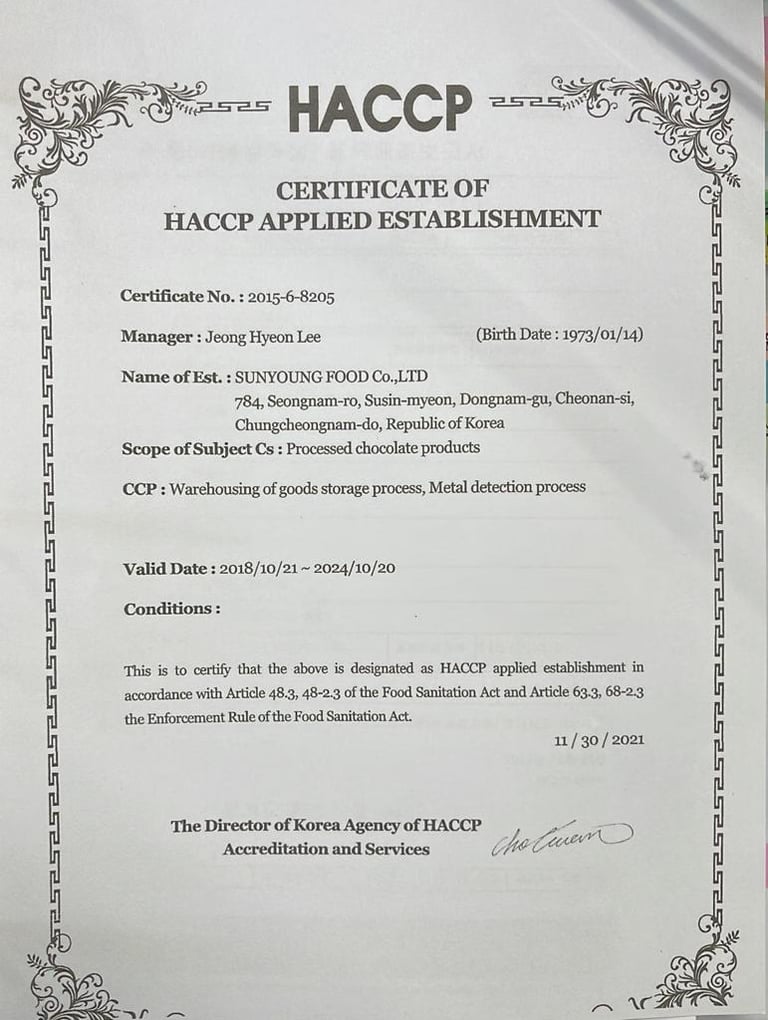 HACCP
CERTIFICATE OF
HACCP APPLIED ESTABLISHMENT
Certificate No. : 2015-6-8205
Manager : Jeong Hyeon Lee (Birth Date : 1973/01/14)
Name of Est. : SUNYOUNG FOOD Co.,LTD
784, Seongnam-ro, Susin-myeon, Dongnam-gu, Cheonan-si,
Chungcheongnam-do, Republic of Korea
Scope of Subject Cs : Processed chocolate products
CCP : Warehousing of goods storage process, Metal detection process
Valid Date : 2018/10/21 ~ 2024/10/20
Conditions :
This is to certify that the above is designated as HACCP applied establishment in
accordance with Article 48.3, 48-2.3 of the Food Sanitation Act and Article 63.3, 68-2.3
the Enforcement Rule of the Food Sanitation Act.
11 / 30 / 2021
The Director of Korea Agency of HACCP
Accreditation and Services